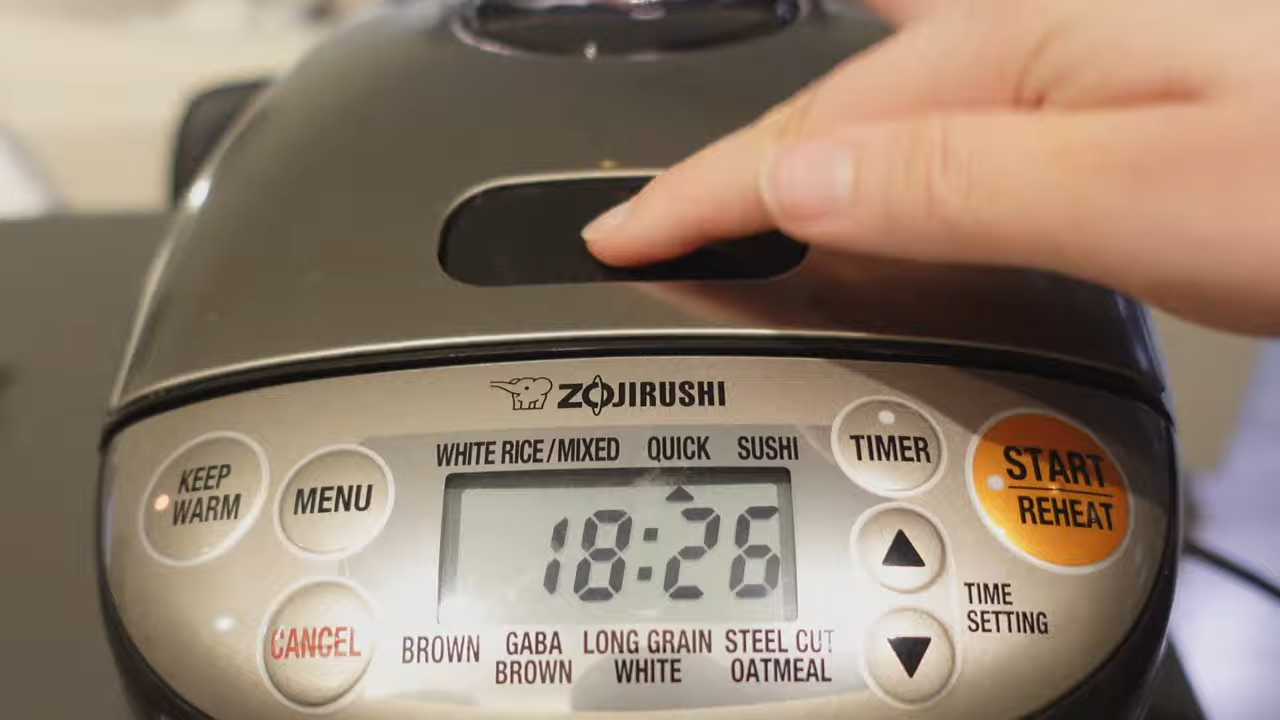 ZOJIRUSHI
WHITE RICE/MIXED QUICK SUSHI
18:26
BROWN
GABA
BROWN
LONG GRAIN
WHITE
STEEL CUT
OATMEAL
KEEP
WARM
MENU
CANCEL
TIMER
START
REHEAT
TIME
SETTING